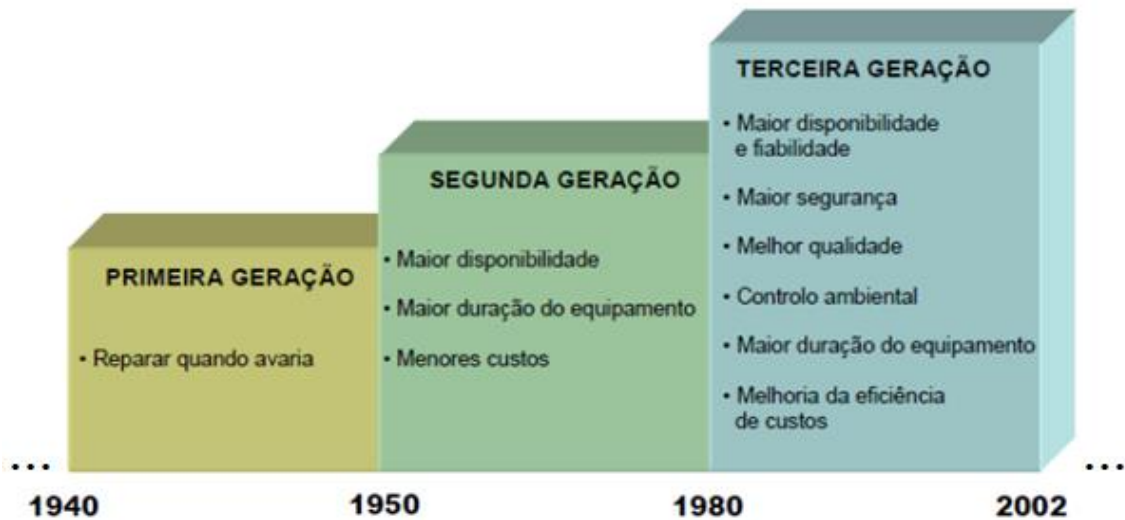 PRIMEIRA GERAÇÃO
• Reparar quando avaria
SEGUNDA GERAÇÃO
• Maior disponibilidade
• Maior duração do equipamento
• Menores custos
TERCEIRA GERAÇÃO
• Maior disponibilidade
e fiabilidade
• Maior segurança
• Melhor qualidade
• Controlo ambiental
• Maior duração do equipamento
• Melhoria da eficiência
de custos
... ...
1940 1950 1980 2002